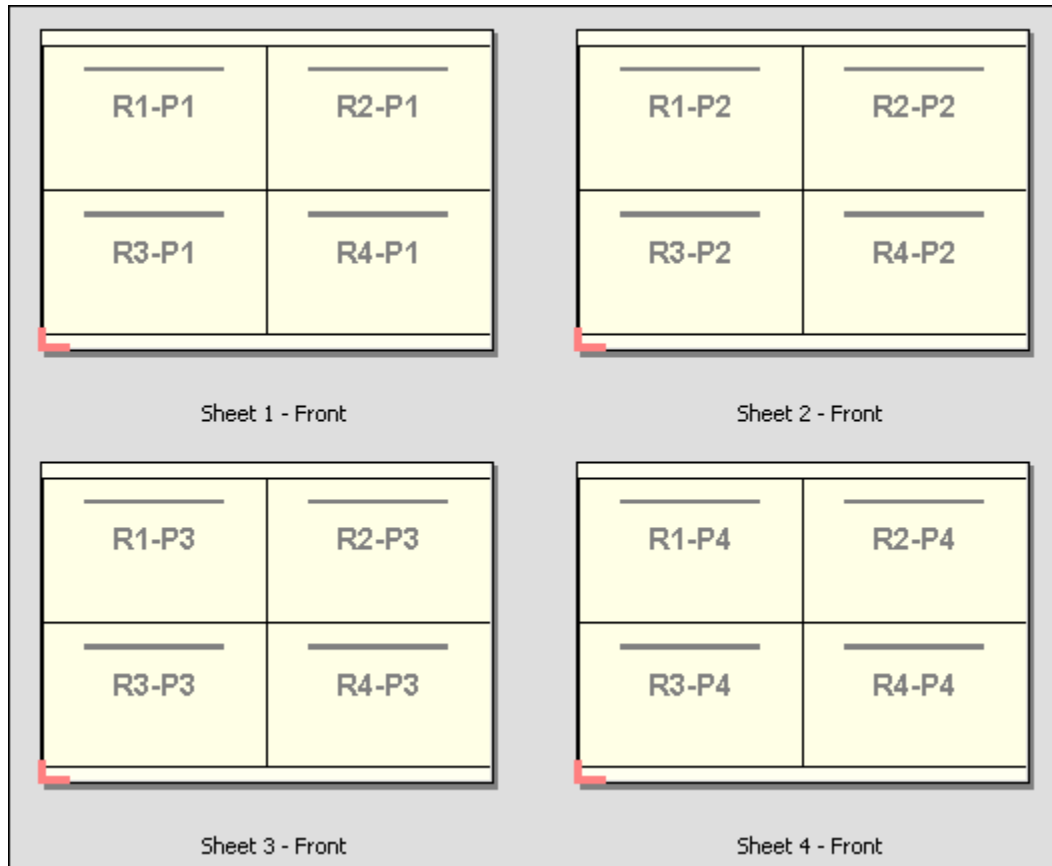 R1-P1 R2-P1
R3-P1 R4-P1
Sheet 1 - Front
R1-P2 R2-P2
R3-P2 R4-P2
Sheet 2 - Front
R1-P3 R2-P3
R3-P3 R4-P3
Sheet 3 - Front
R1-P4 R2-P4
R3-P4 R4-P4
Sheet 4 - Front